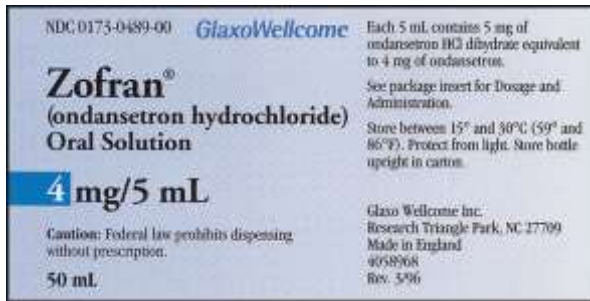 NDC 0173-0489-00
GlaxoWellcome
Zofran®
(ondansetron hydrochloride)
Oral Solution
4 mg/5 mL
Caution: Federal law prohibits dispensing
without prescription.
50 mL
Each 5 mL contains 5 mg of
ondansetron HCl dihydrate equivalent
to 4 mg of ondansetron.
See package insert for Dosage and
Administration.
Store between 15° and 30°C (59° and
86°F). Protect from light. Store bottle
upright in carton.
Glaxo Wellcome Inc.
Research Triangle Park, NC 27709
Made in England
4058968
Rev. 3/96